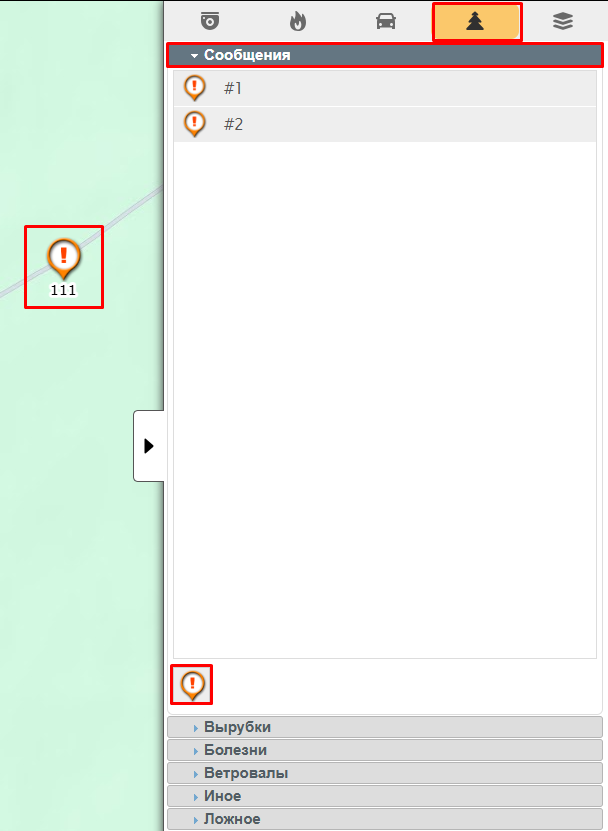 Сообщения
#1
#2
111
Вырубки
Болезни
Ветровалы
Иное
Ложное